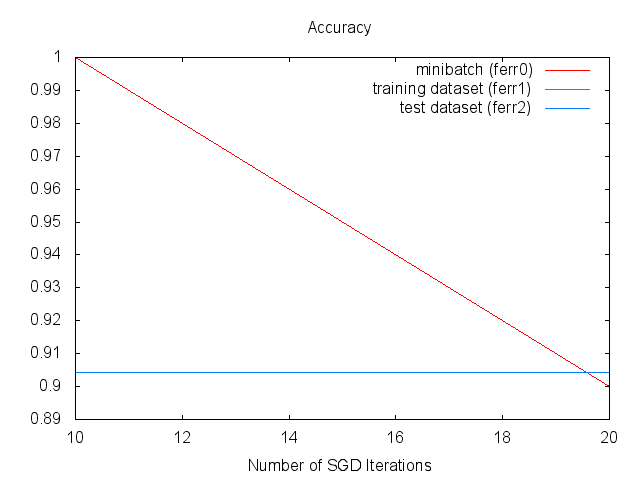 Accuracy
1
0.99
0.98
0.97
0.96
0.95
0.94
0.93
0.92
0.91
0.9
0.89
minibatch (ferr0)
training dataset (ferr1)
test dataset (ferr2)
10 12 14 16 18 20
Number of SGD Iterations